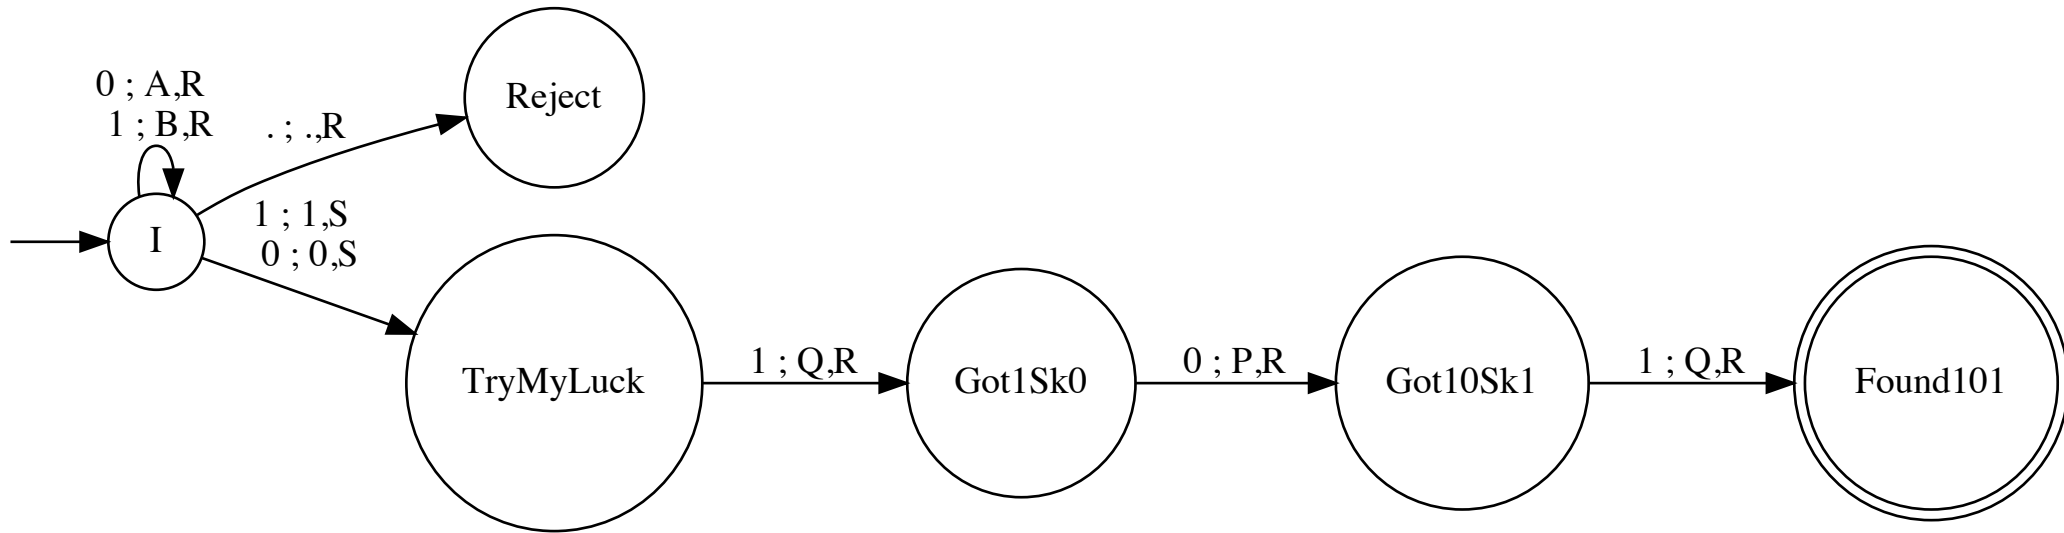 0 ; A,R
1 ; B,R
. ; .,R
Reject
1 ; 1,S
0 ; 0,S
I
TryMyLuck
1 ; Q,R
Got1Sk0
0 ; P,R
Got10Sk1
1 ; Q,R
Found101